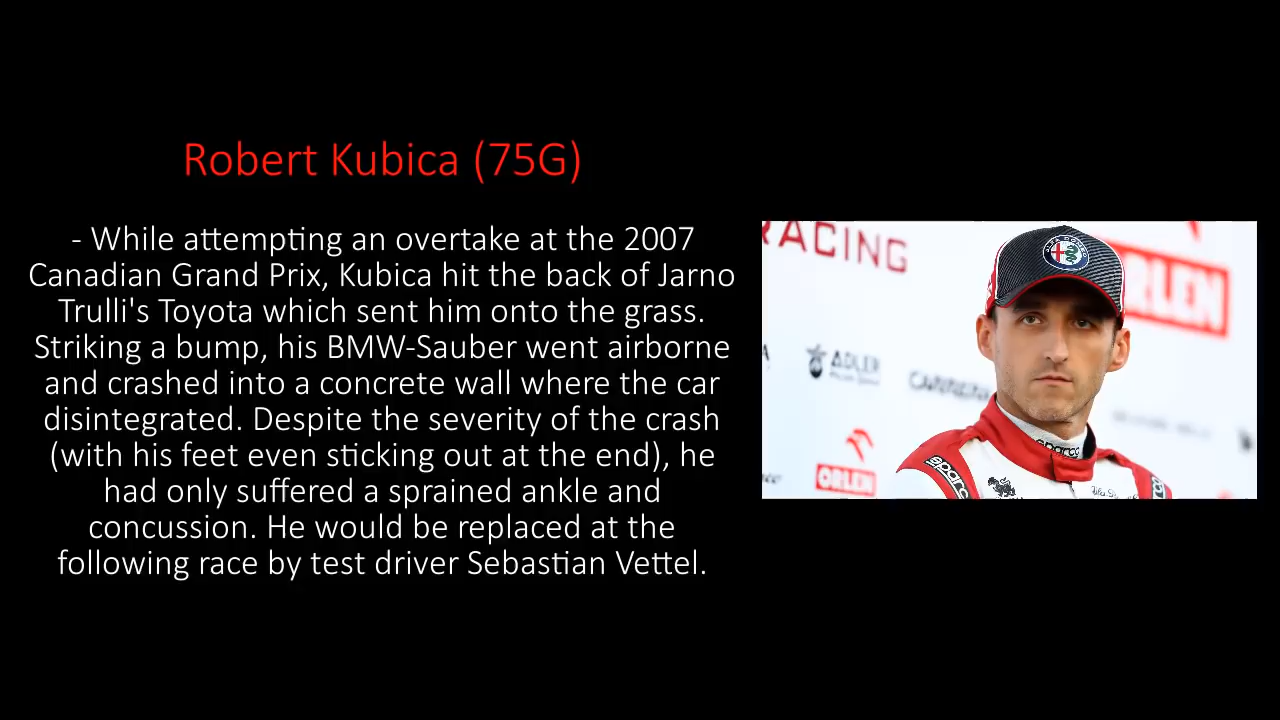 Robert Kubica (75G)
- While attempting an overtake at the 2007
Canadian Grand Prix, Kubica hit the back of Jarno
Trulli's Toyota which sent him onto the grass.
Striking a bump, his BMW-Sauber went airborne
and crashed into a concrete wall where the car
disintegrated. Despite the severity of the crash
(with his feet even sticking out at the end), he
had only suffered a sprained ankle and
concussion. He would be replaced at the
following race by test driver Sebastian Vettel.
RACING
ORLEN
ADLER
ORLEN
sparco
sparco